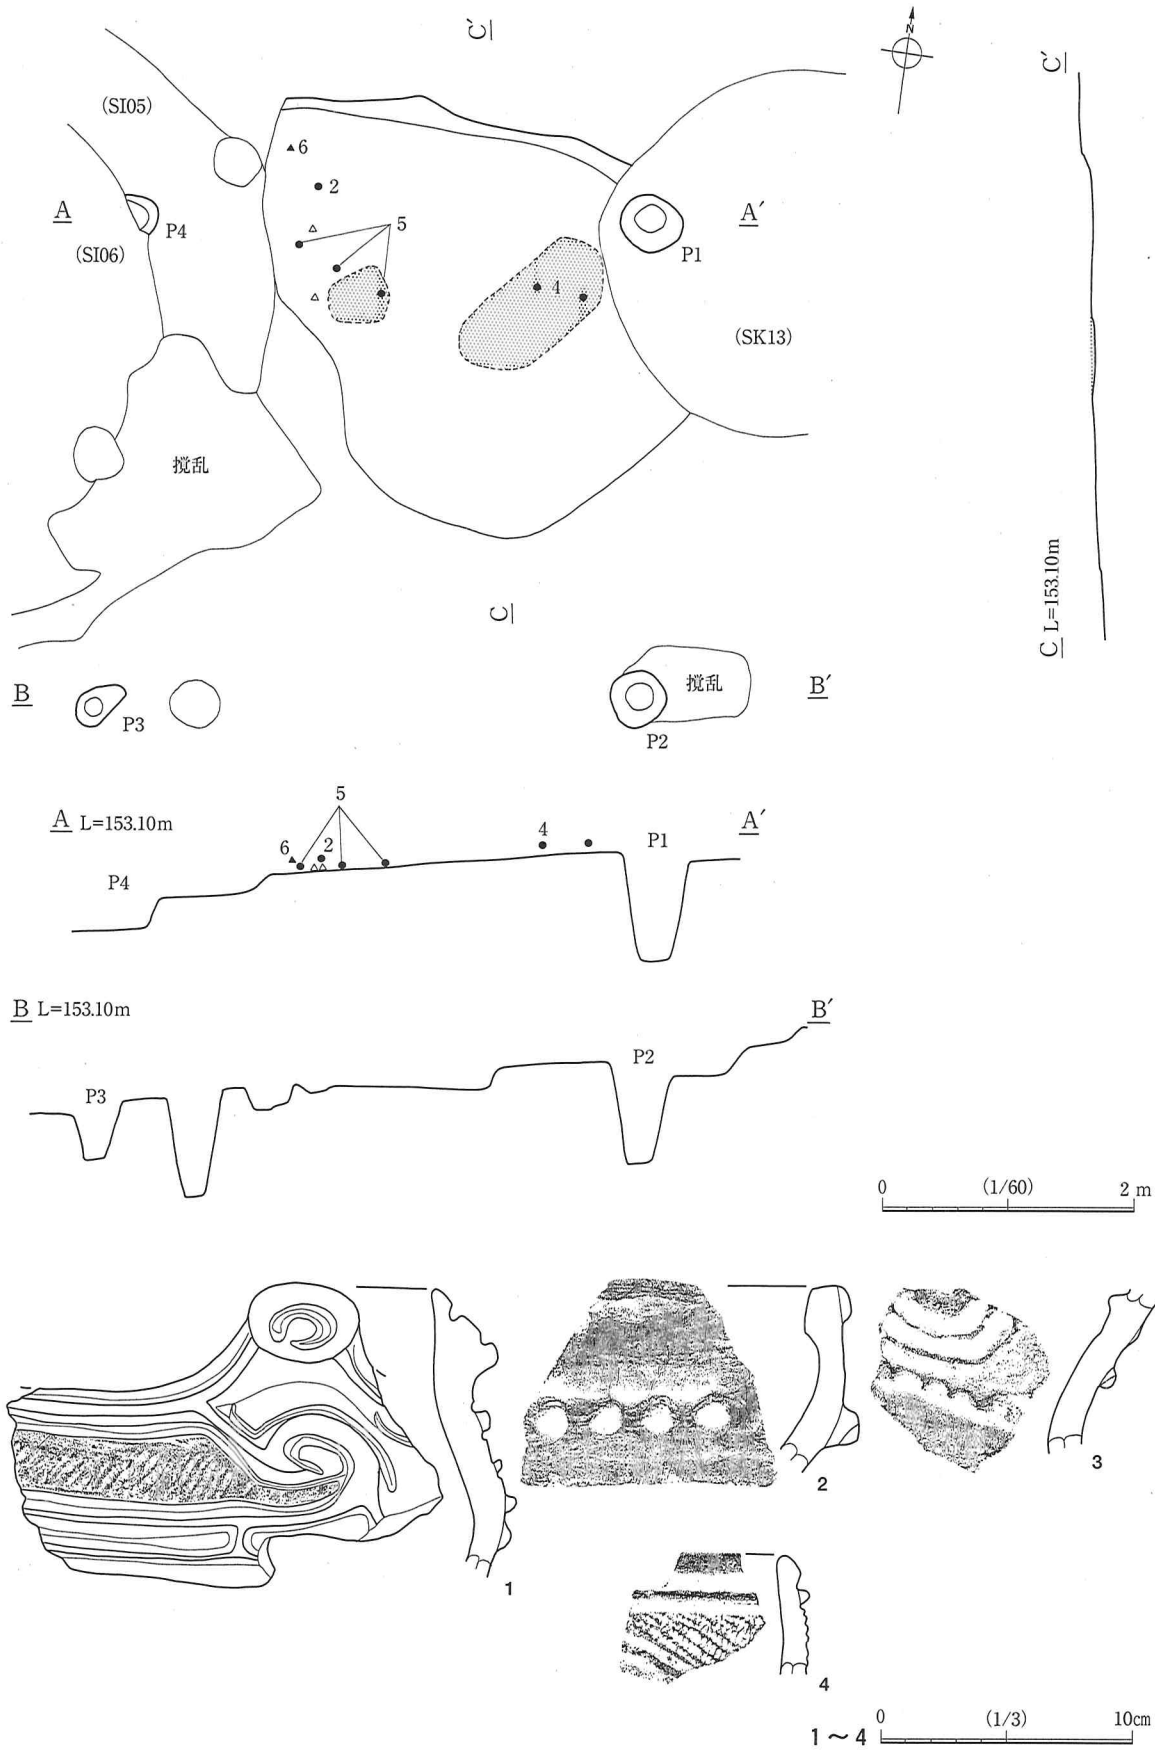 C′
N
C′
(SI05)
6
2
A
P4
5
A′
(SI06)
P1
4
(SK13)
撹乱
C
C L=153.10m
B
P3
撹乱
B′
P2
5
A L=153.10m
6
2
4
P1
A′
P4
B L=153.10m
B′
P2
P3
0 (1/60) 2 m
1
2
3
4
1～4
0 (1/3) 10cm